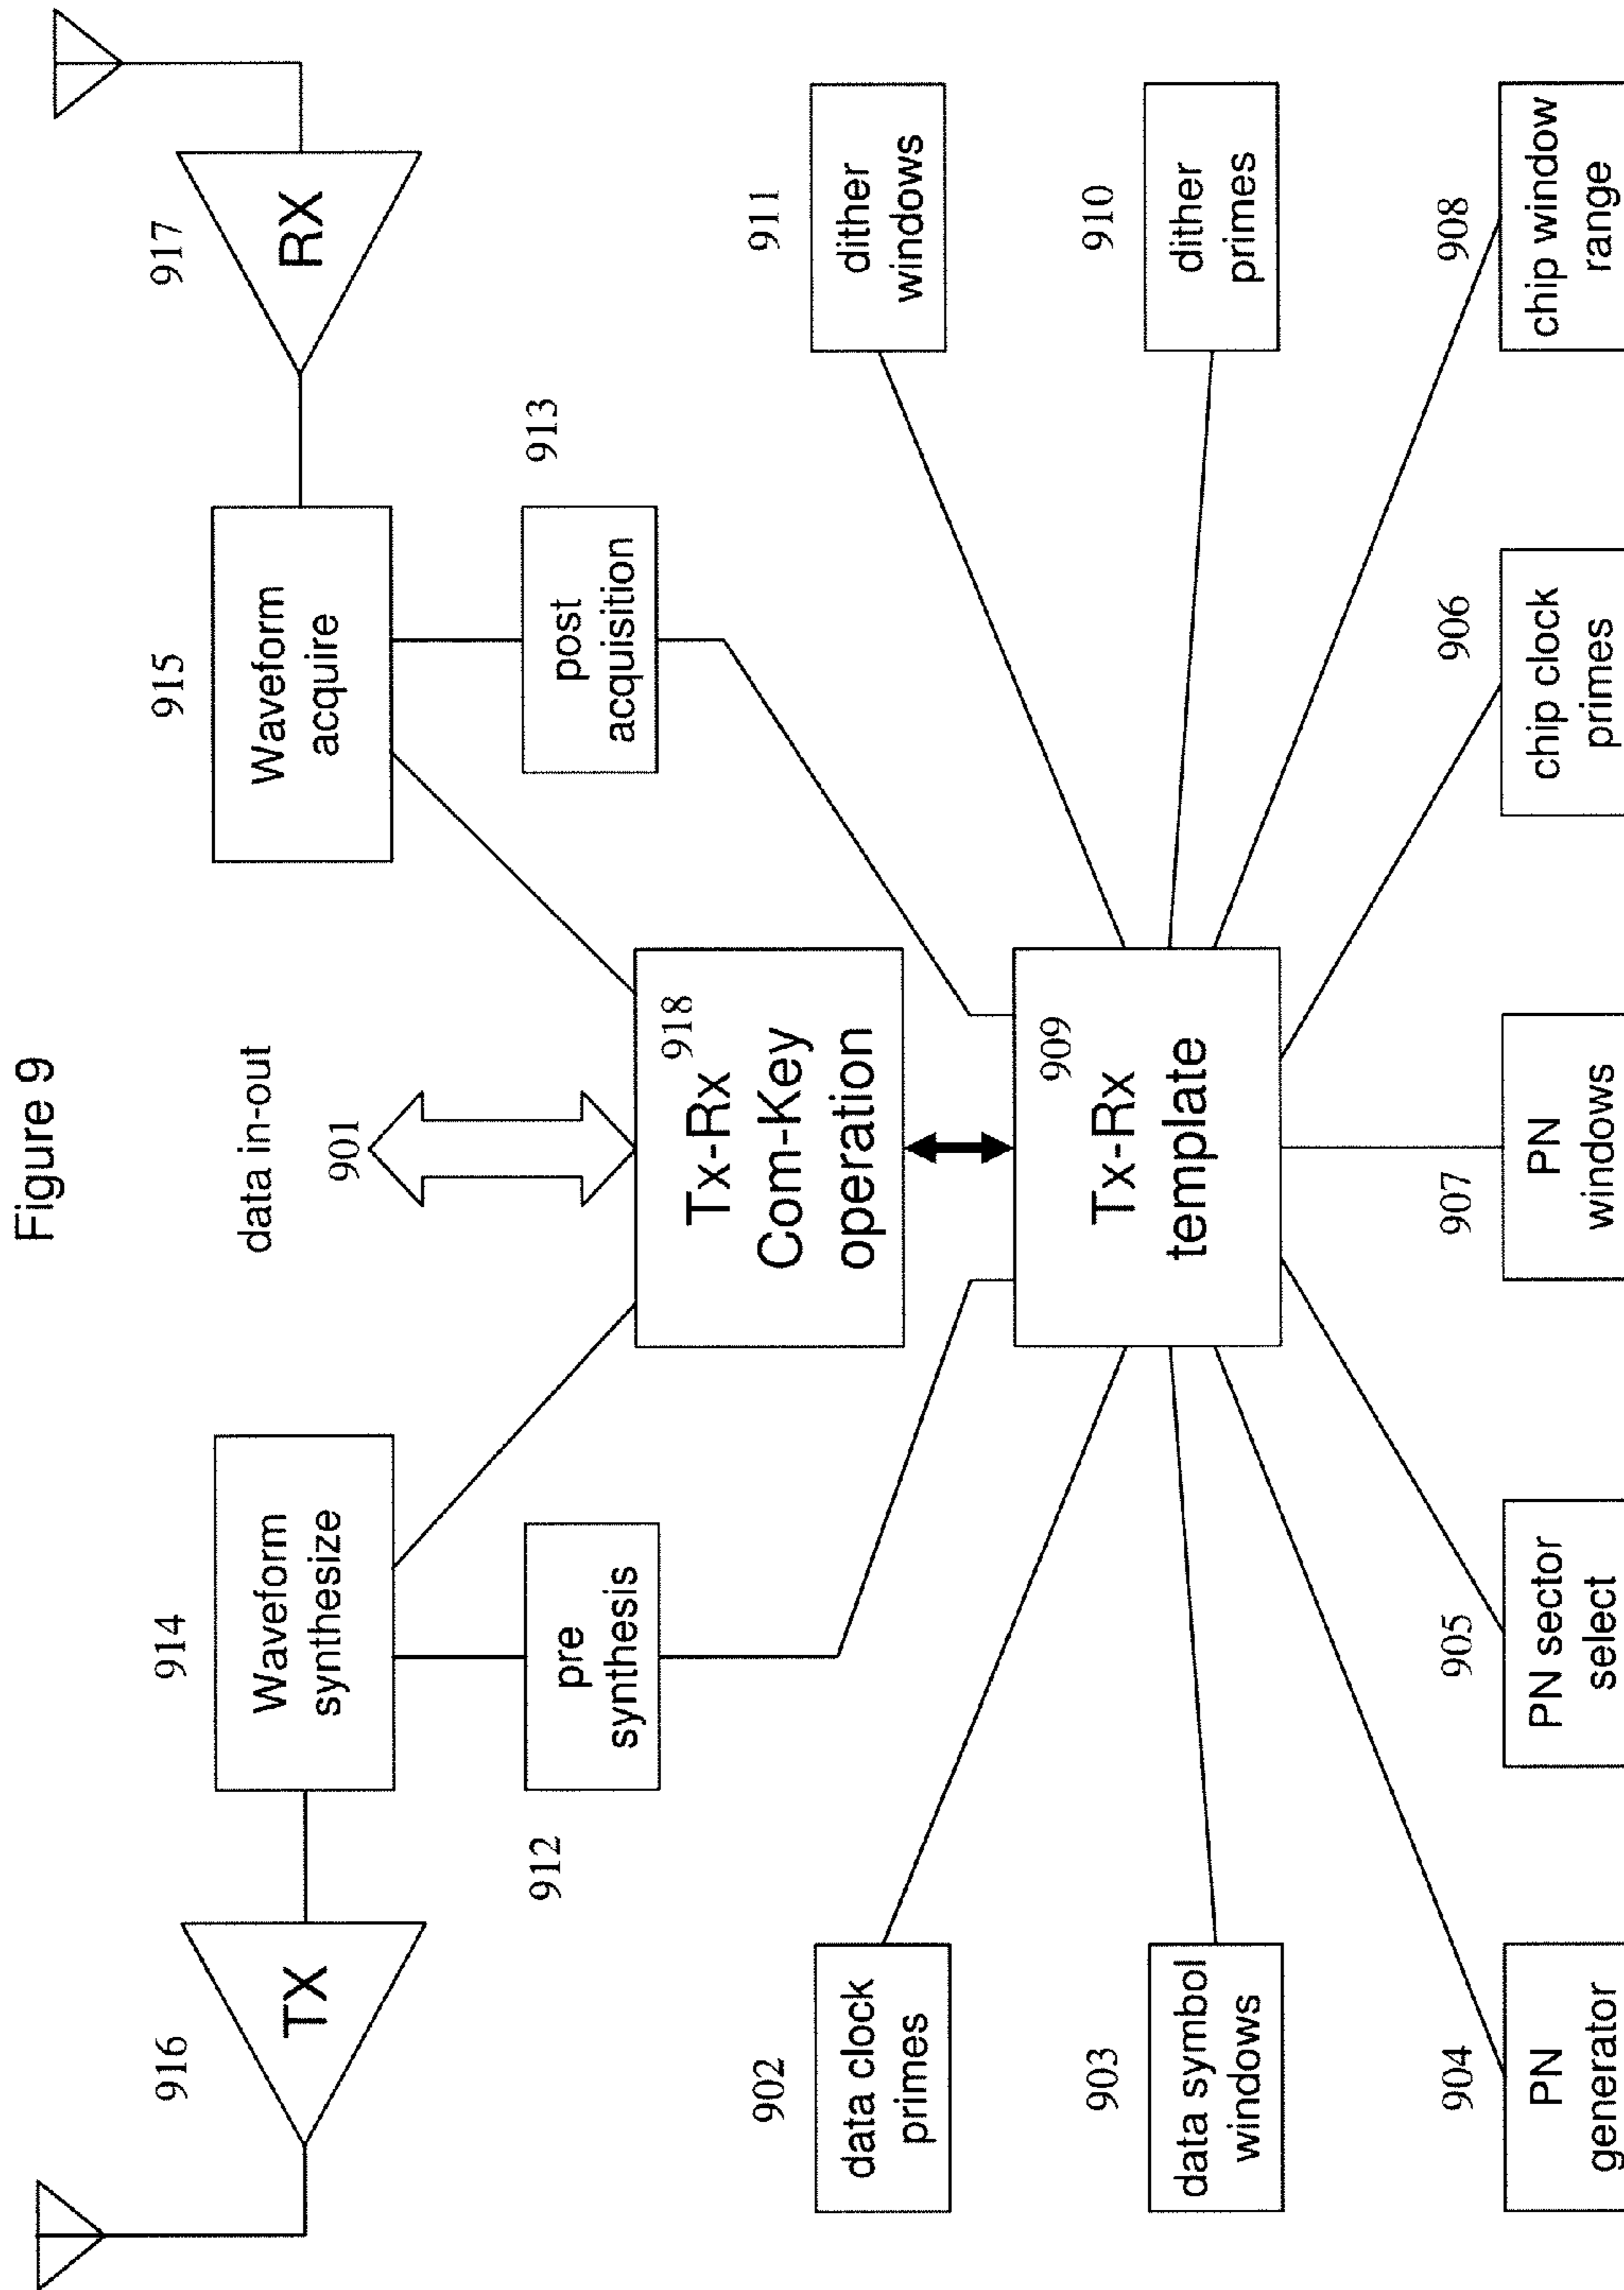 Figure 9
data in-out
901
914
Waveform
synthesize
915
Waveform
acquire
916
TX
917
RX
912
pre
synthesis
913
post
acquisition
918
Tx-Rx
Com-Key
operation
909
Tx-Rx
template
902
data clock
primes
911
dither
windows
903
data symbol
windows
910
dither
primes
904
PN
generator
905
PN sector
select
907
PN
windows
906
chip clock
primes
908
chip window
range